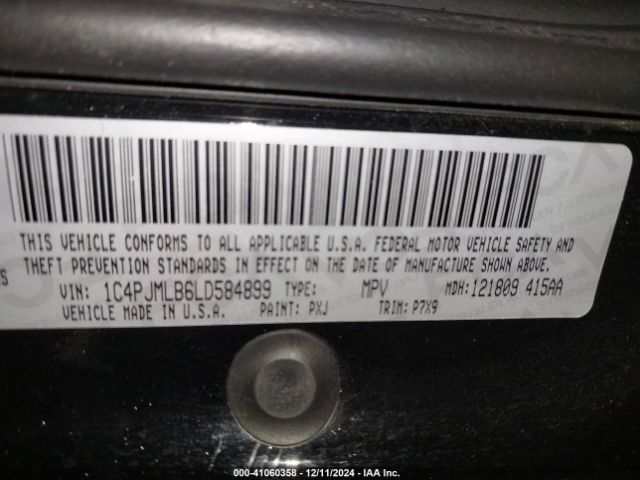 THIS VEHICLE CONFORMS TO ALL APPLICABLE U.S.A. FEDERAL MOTOR VEHICLE SAFETY AND
THEFT PREVENTION STANDARDS IN EFFECT ON THE DATE OF MANUFACTURE SHOWN ABOVE.
VIN: 1C4PJMLB6LD584899 TYPE: MPV MDH: 121809 415AA
VEHICLE MADE IN U.S.A. PAINT: PXJ TRIM: P7X9
000-41060358 - 12/11/2024 - IAA Inc.